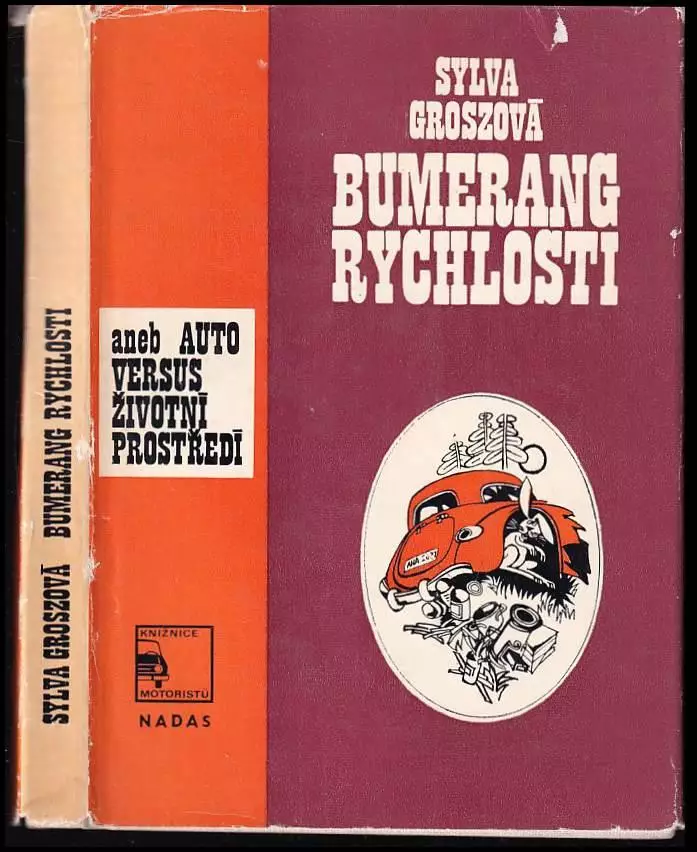 SYLVA GROSZOVÁ BUMERANG RYCHLOSTI
SYLVA
GROSZOVÁ
BUMERANG
RYCHLOSTI
aneb AUTO
VERSUS
ŽIVOTNÍ
PROSTŘEDÍ
KNIŽNICE
MOTORISTŮ
NADAS